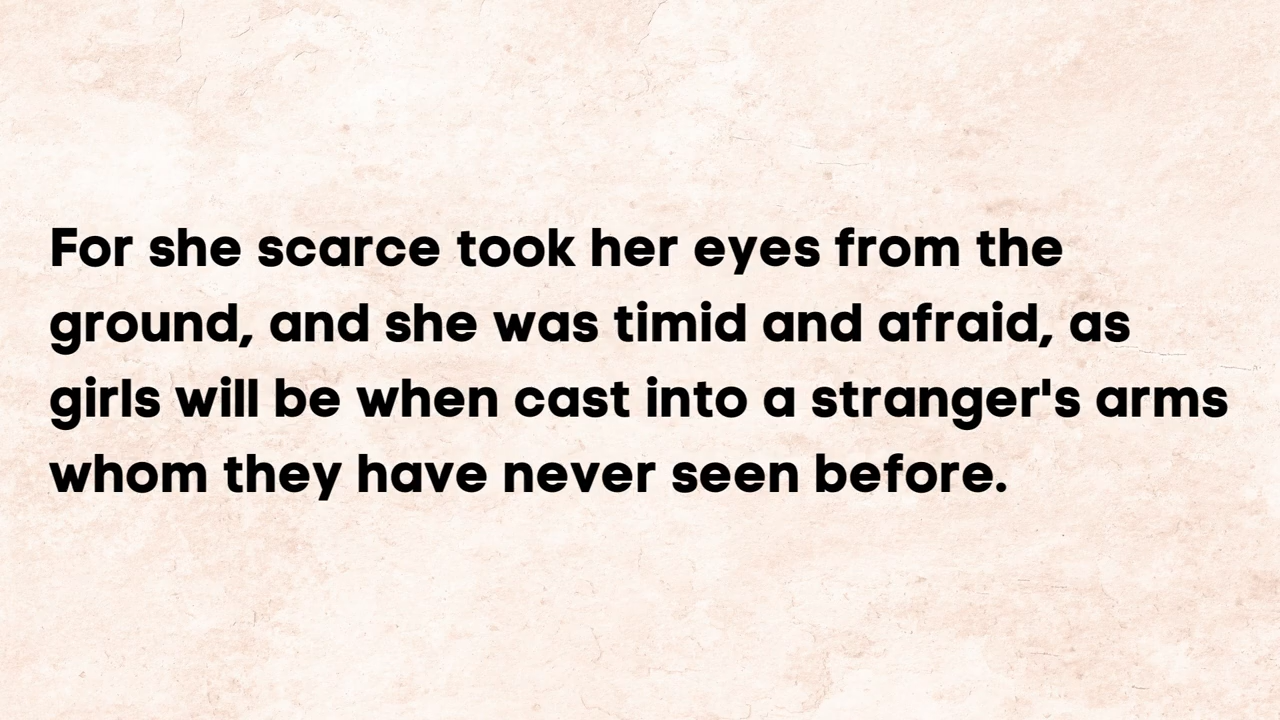 For she scarce took her eyes from the
ground, and she was timid and afraid, as
girls will be when cast into a stranger's arms
whom they have never seen before.